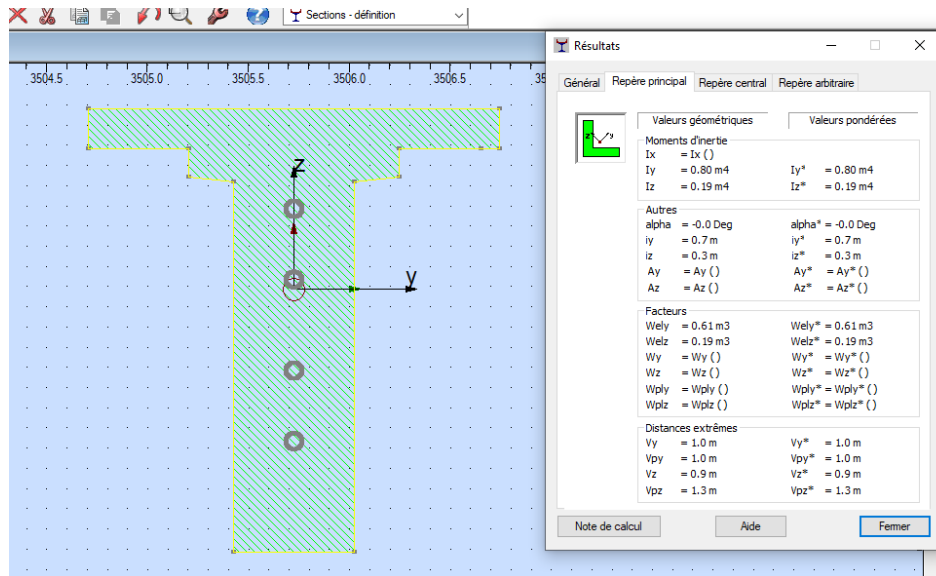 Sections - définition
Résultats
3504.5 3505.0 3505.5 3506.0 3506.5 35
Général Repère principal Repère central Repère arbitraire
Valeurs géométriques Valeurs pondérées
z y
Moments d'inertie
Ix = Ix ()
Iy = 0.80 m4 Iy* = 0.80 m4
Iz = 0.19 m4 Iz* = 0.19 m4
Autres
alpha = -0.0 Deg alpha* = -0.0 Deg
iy = 0.7 m iy* = 0.7 m
iz = 0.3 m iz* = 0.3 m
Ay = Ay () Ay* = Ay* ()
Az = Az () Az* = Az* ()
Facteurs
Wely = 0.61 m3 Wely* = 0.61 m3
Welz = 0.19 m3 Welz* = 0.19 m3
Wy = Wy () Wy* = Wy* ()
Wz = Wz () Wz* = Wz* ()
Wply = Wply () Wply* = Wply* ()
Wplz = Wplz () Wplz* = Wplz* ()
Distances extrêmes
Vy = 1.0 m Vy* = 1.0 m
Vpy = 1.0 m Vpy* = 1.0 m
Vz = 0.9 m Vz* = 0.9 m
Vpz = 1.3 m Vpz* = 1.3 m
Note de calcul Aide Fermer
z
y